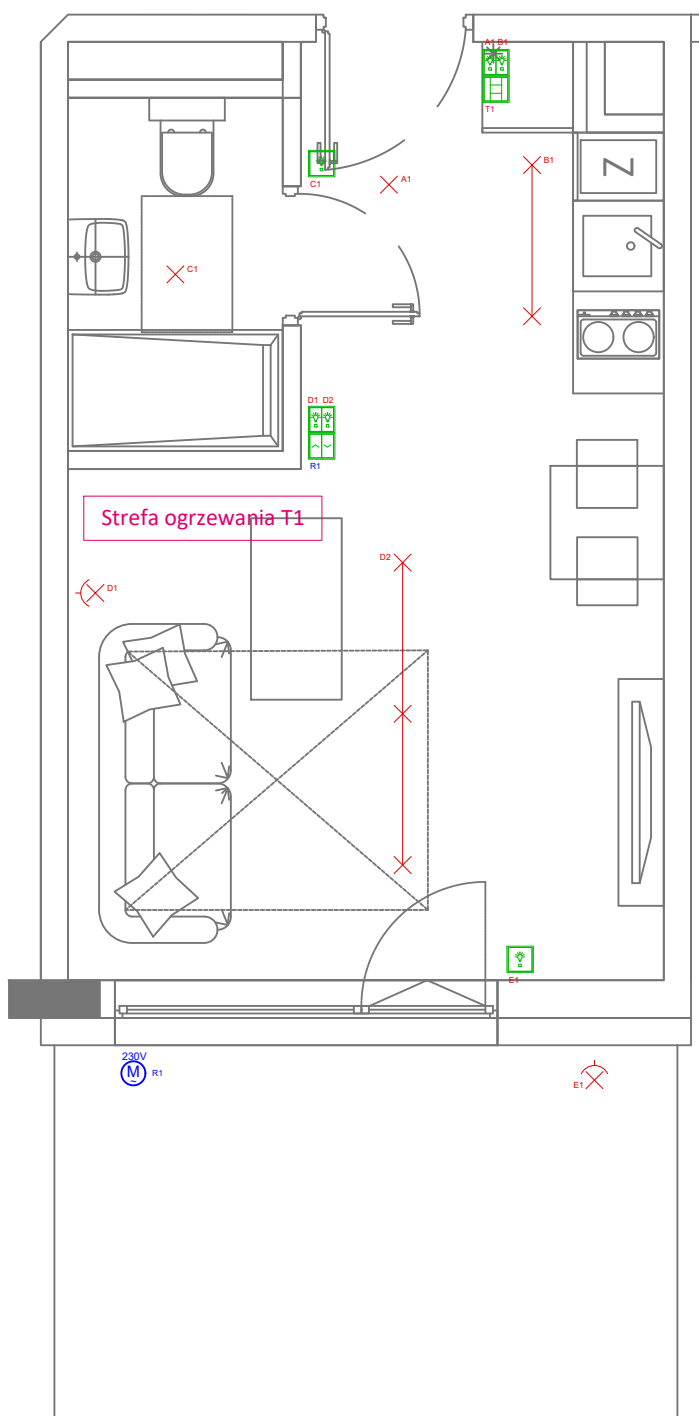 A1 B1
T1
C1
A1
B1
Z
C1
D1 D2
R1
Strefa ogrzewania T1
D2
D1
E1
230V
M
~
R1
E1